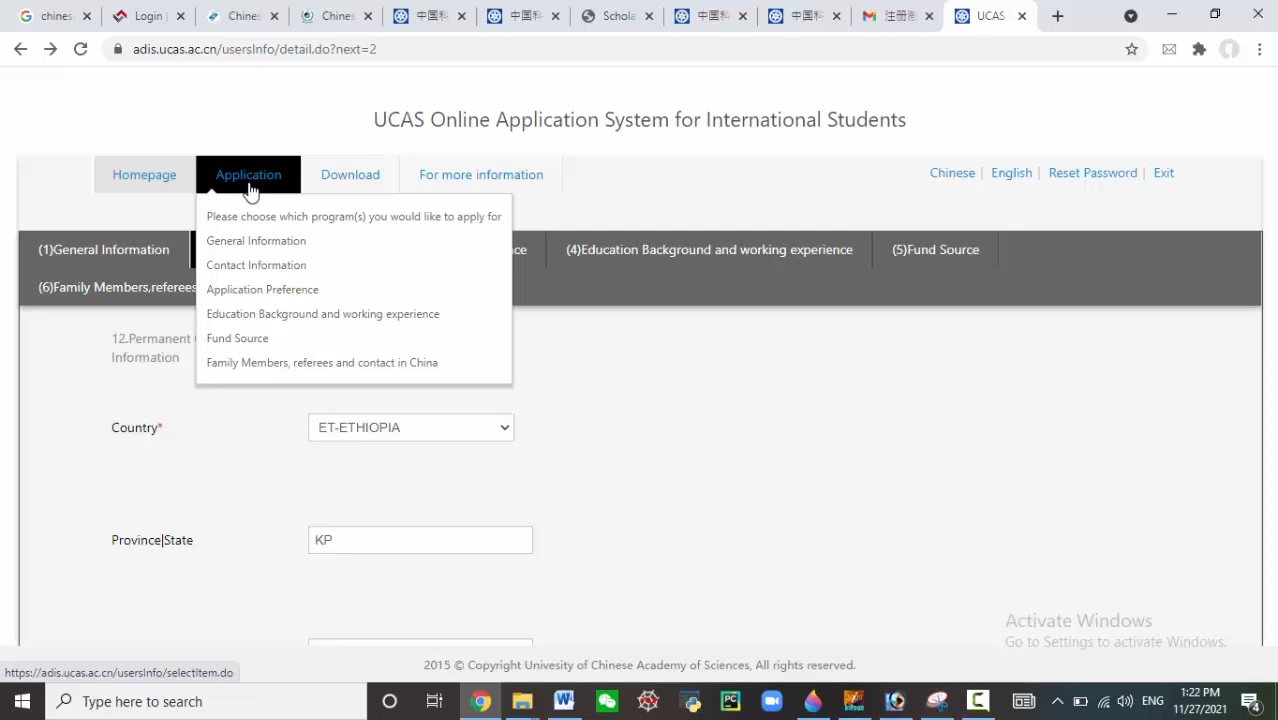 chines
Login |
Chines
Chines
中国科
中国科
Schola
中国科
中国科
UCAS
adis.ucas.ac.cn/usersInfo/detail.do?next=2
UCAS Online Application System for International Students
Homepage Application Download For more information Chinese | English | Reset Password | Exit
Please choose which program(s) you would like to apply for
General Information
Contact Information
Application Preference
Education Background and working experience
Fund Source
Family Members, referees and contact in China
(1)General Information nce (4)Education Background and working experience (5)Fund Source
(6)Family Members,referees
12.Permanent
Information
Country* ET-ETHIOPIA
Province|State KP
Activate Windows
Go to Settings to activate Windows.
2015 © Copyright Univesity of Chinese Academy of Sciences, All rights reserved.
https://adis.ucas.ac.cn/usersInfo/selectItem.do
Type here to search
ENG
1:22 PM
11/27/2021
4